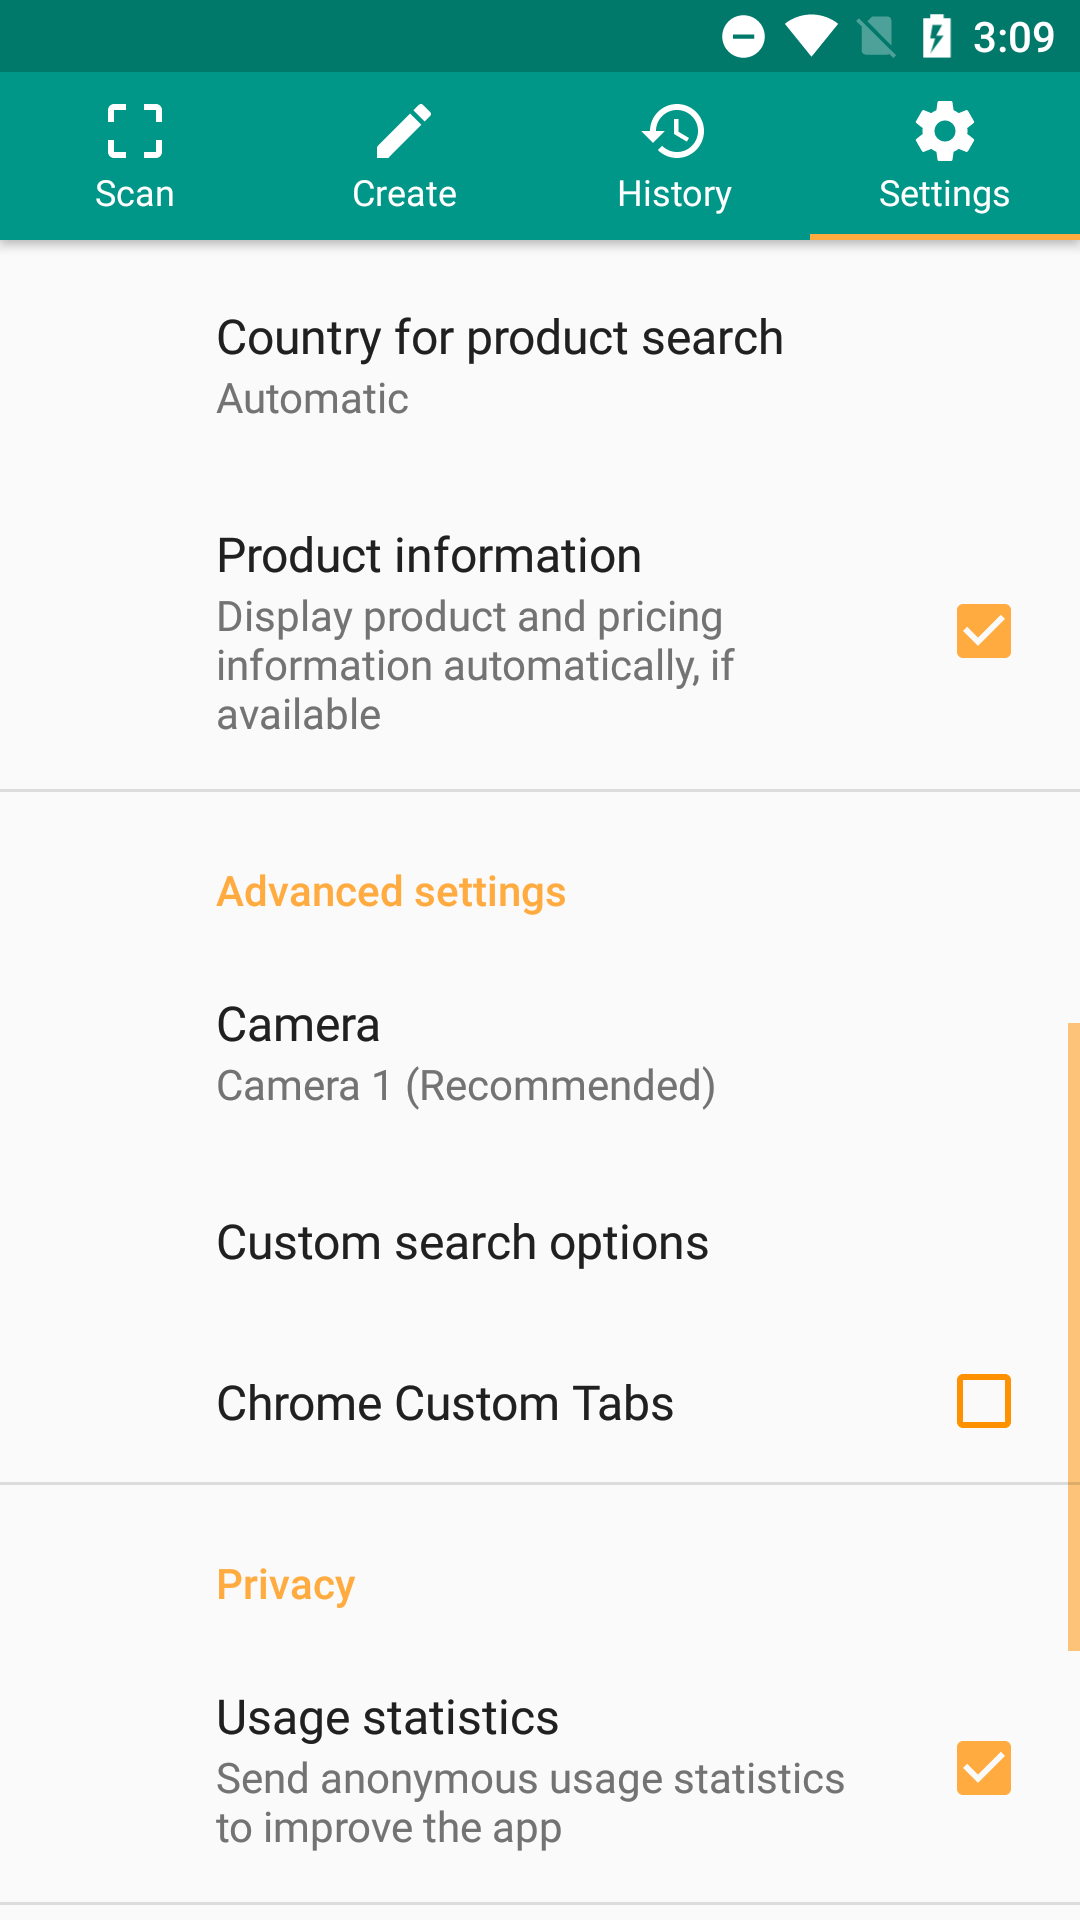 3:09
Scan
Create
History
Settings
Country for product search
Automatic
Product information
Display product and pricing
information automatically, if
available
Advanced settings
Camera
Camera 1 (Recommended)
Custom search options
Chrome Custom Tabs
Privacy
Usage statistics
Send anonymous usage statistics
to improve the app